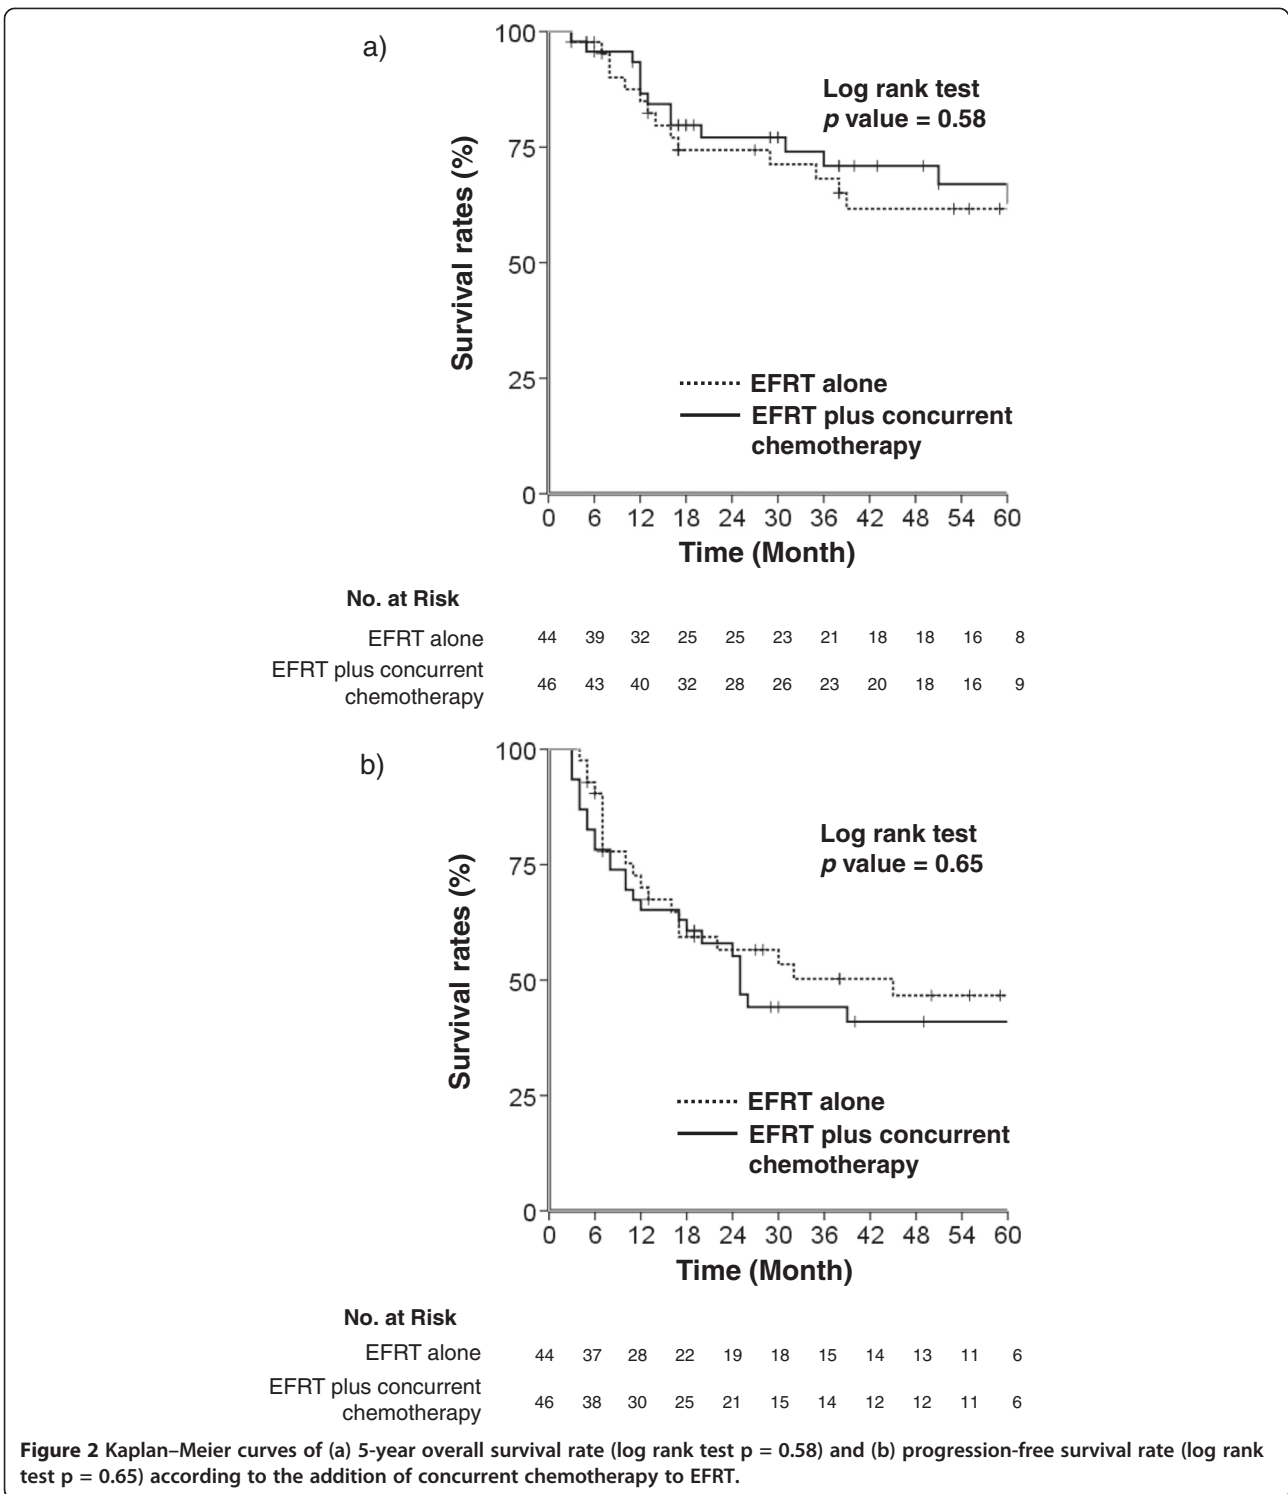 a)
100
75
50
25
0
Survival rates (%)
Log rank test
p value = 0.58
EFRT alone
EFRT plus concurrent
chemotherapy
0 6 12 18 24 30 36 42 48 54 60
Time (Month)
No. at Risk
EFRT alone 44 39 32 25 25 23 21 18 18 16 8
EFRT plus concurrent
chemotherapy 46 43 40 32 28 26 23 20 18 16 9
b)
100
75
50
25
0
Survival rates (%)
Log rank test
p value = 0.65
EFRT alone
EFRT plus concurrent
chemotherapy
0 6 12 18 24 30 36 42 48 54 60
Time (Month)
No. at Risk
EFRT alone 44 37 28 22 19 18 15 14 13 11 6
EFRT plus concurrent
chemotherapy 46 38 30 25 21 15 14 12 12 11 6
Figure 2 Kaplan–Meier curves of (a) 5-year overall survival rate (log rank test p = 0.58) and (b) progression-free survival rate (log rank
test p = 0.65) according to the addition of concurrent chemotherapy to EFRT.